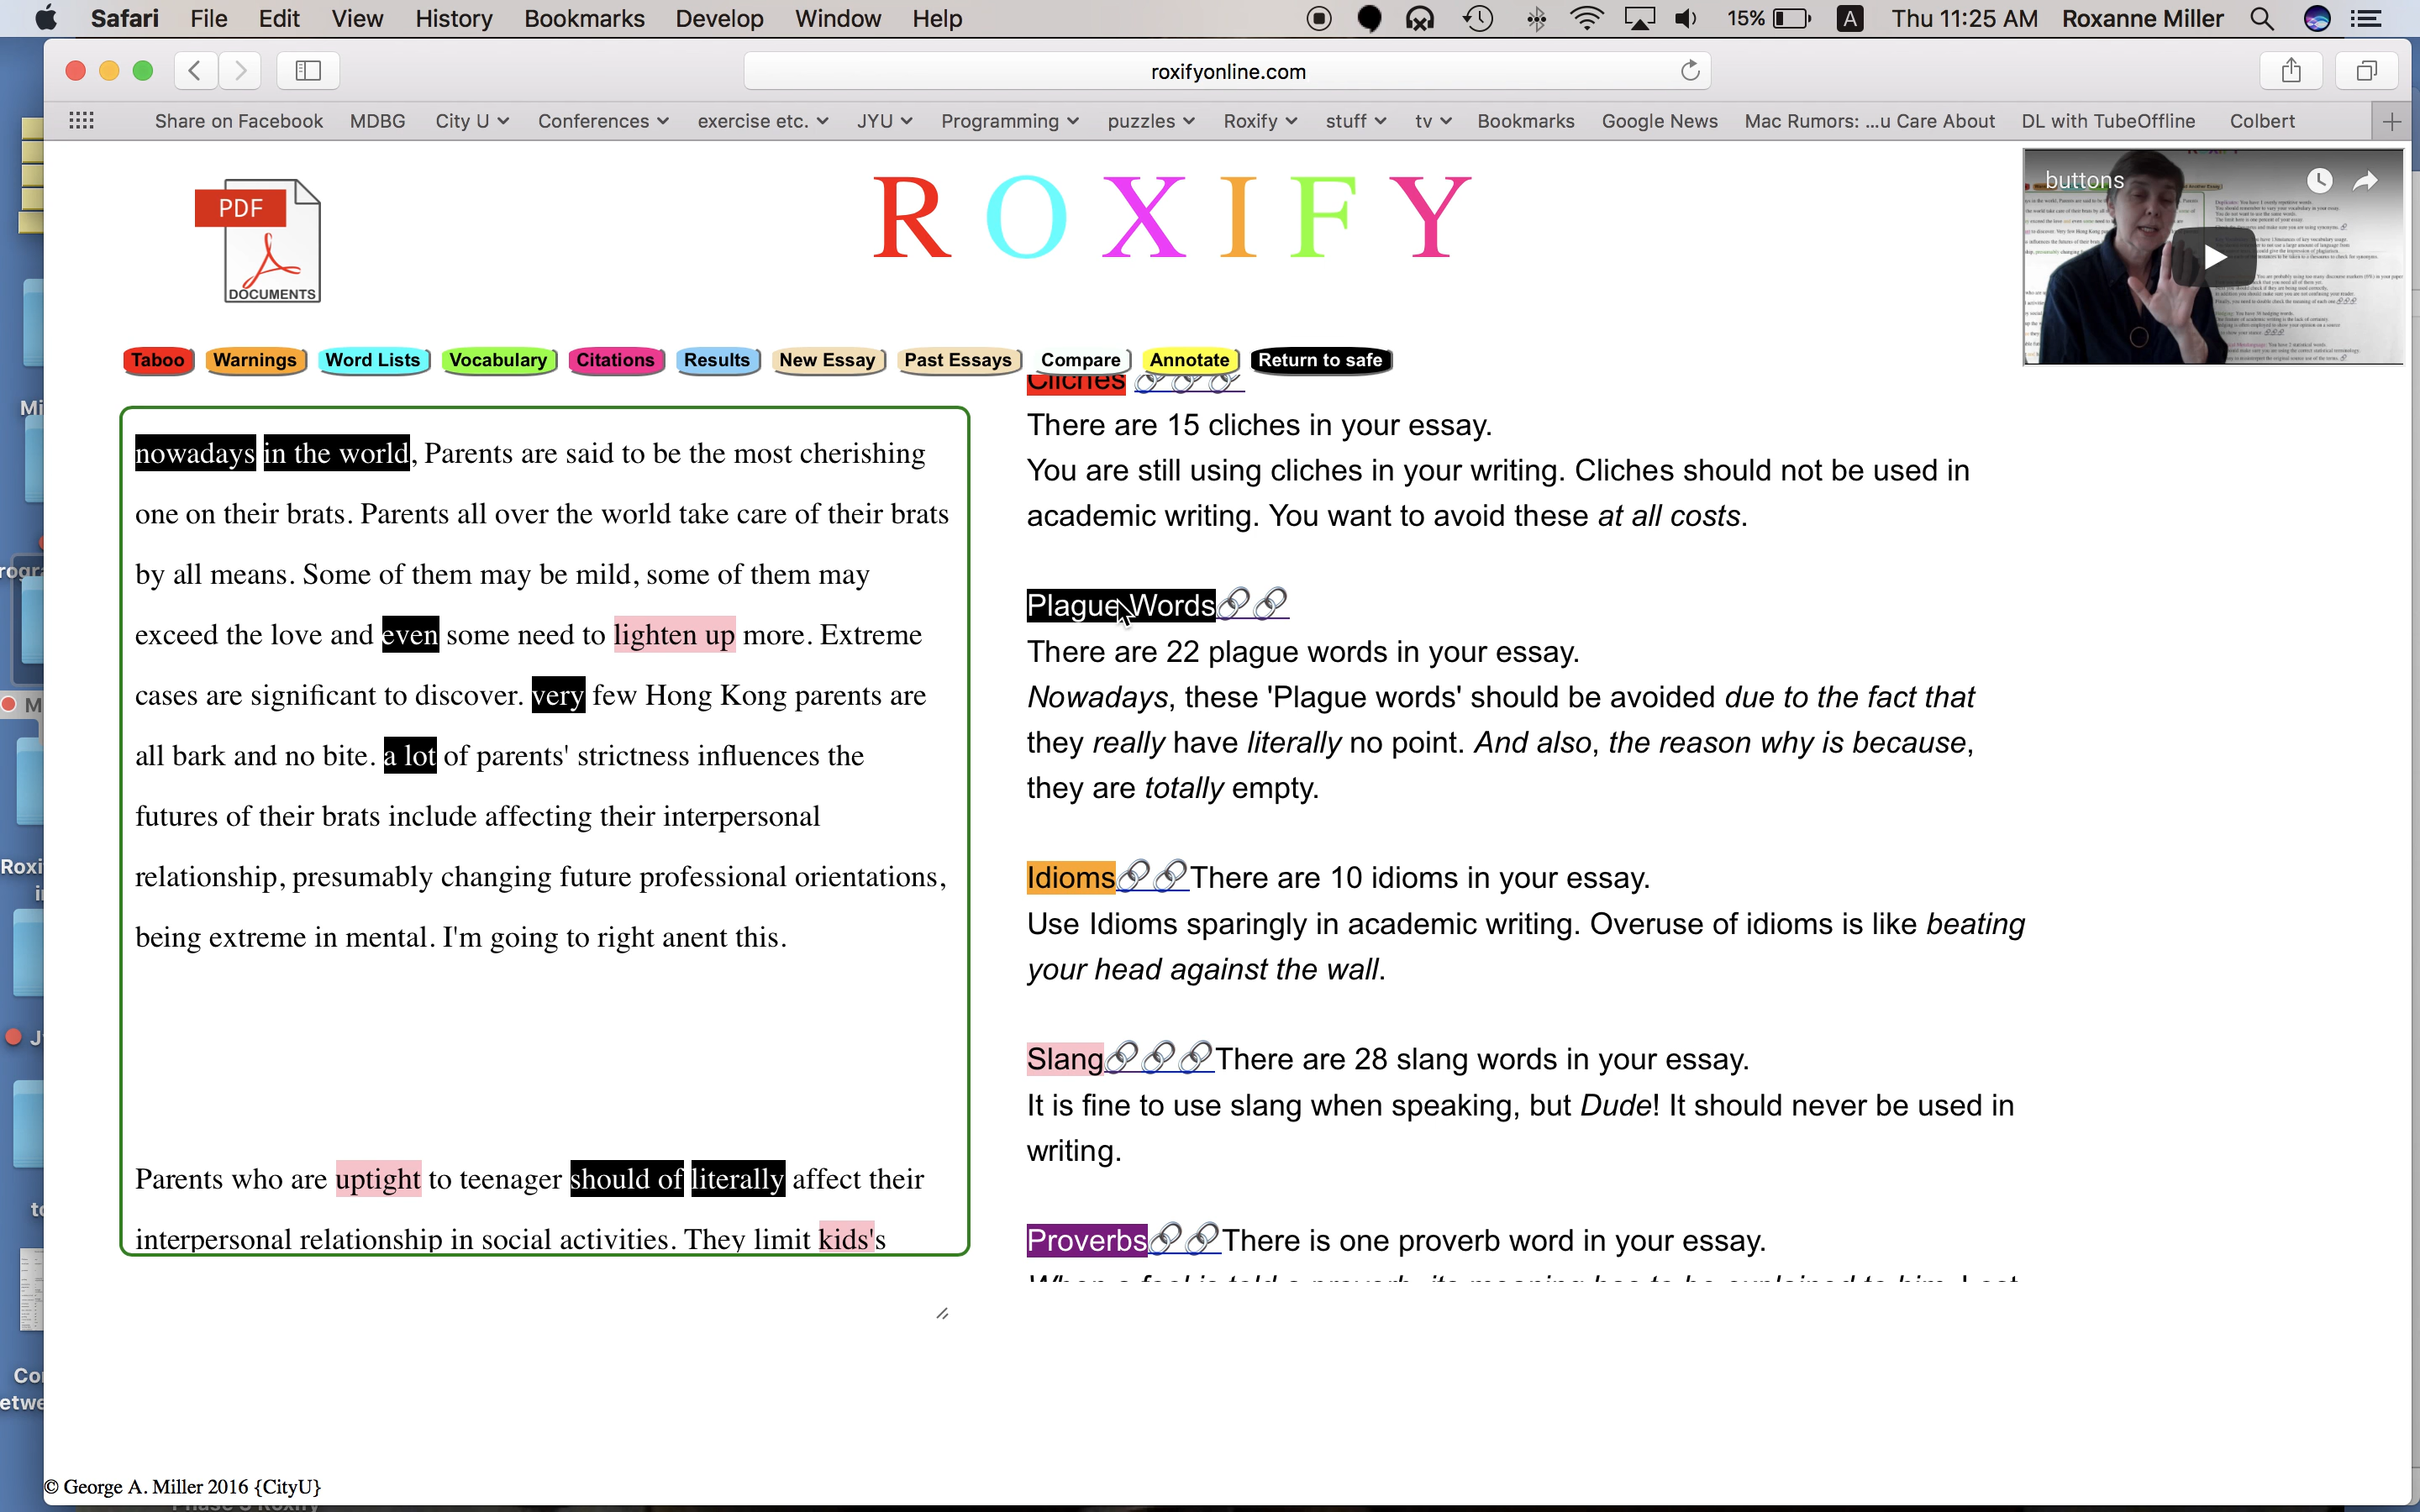 Safari File Edit View History Bookmarks Develop Window Help 15% A Thu 11:25 AM Roxanne Miller
roxifyonline.com
Share on Facebook MDBG City U Conferences exercise etc. JYU Programming puzzles Roxify stuff tv Bookmarks Google News Mac Rumors: ...u Care About DL with TubeOffline Colbert
PDF
DOCUMENTS
ROXIFY
buttons
Taboo Warnings Word Lists Vocabulary Citations Results New Essay Past Essays Compare Annotate Return to safe
nowadays in the world, Parents are said to be the most cherishing
one on their brats. Parents all over the world take care of their brats
by all means. Some of them may be mild, some of them may
exceed the love and even some need to lighten up more. Extreme
cases are significant to discover. very few Hong Kong parents are
all bark and no bite. a lot of parents' strictness influences the
futures of their brats include affecting their interpersonal
relationship, presumably changing future professional orientations,
being extreme in mental. I'm going to right anent this.
Parents who are uptight to teenager should of literally affect their
interpersonal relationship in social activities. They limit kids's
Cliches
There are 15 cliches in your essay.
You are still using cliches in your writing. Cliches should not be used in
academic writing. You want to avoid these at all costs.
Plague Words
There are 22 plague words in your essay.
Nowadays, these 'Plague words' should be avoided due to the fact that
they really have literally no point. And also, the reason why is because,
they are totally empty.
Idioms There are 10 idioms in your essay.
Use Idioms sparingly in academic writing. Overuse of idioms is like beating
your head against the wall.
Slang There are 28 slang words in your essay.
It is fine to use slang when speaking, but Dude! It should never be used in
writing.
Proverbs There is one proverb word in your essay.
© George A. Miller 2016 {CityU}